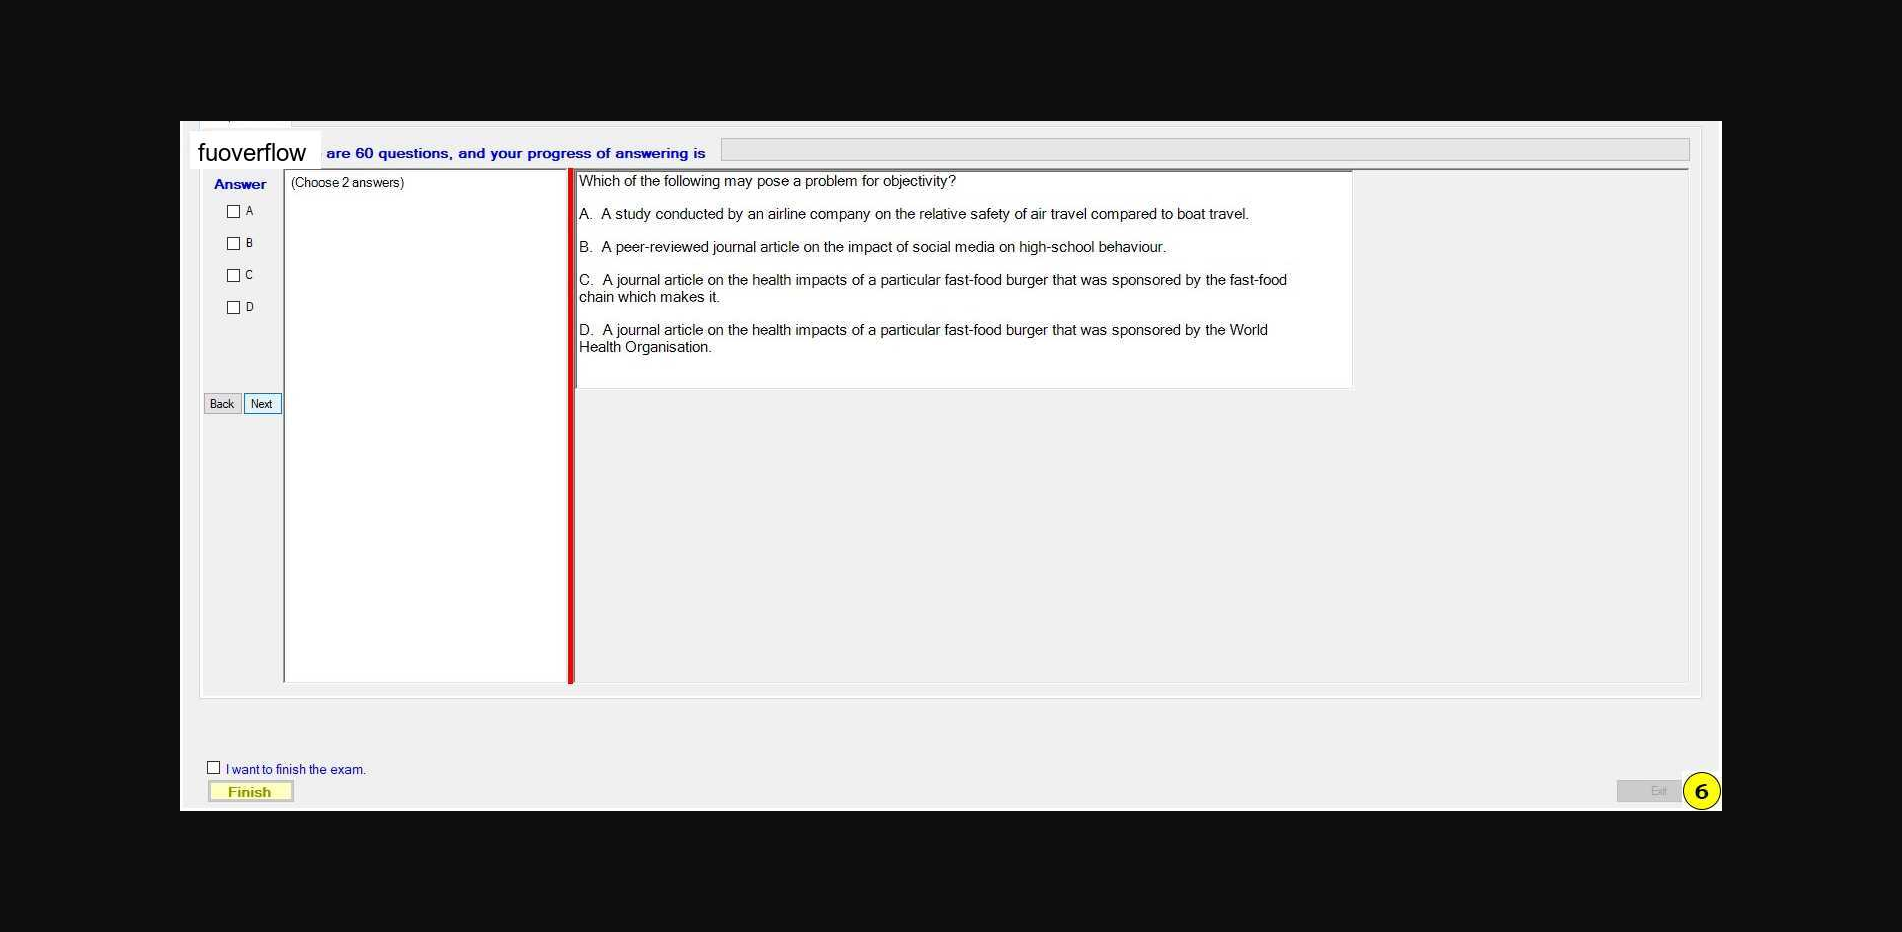 fuoverflow are 60 questions, and your progress of answering is
Answer
(Choose 2 answers)
A
B
C
D
Back Next
Which of the following may pose a problem for objectivity?
A. A study conducted by an airline company on the relative safety of air travel compared to boat travel.
B. A peer-reviewed journal article on the impact of social media on high-school behaviour.
C. A journal article on the health impacts of a particular fast-food burger that was sponsored by the fast-food
chain which makes it.
D. A journal article on the health impacts of a particular fast-food burger that was sponsored by the World
Health Organisation.
I want to finish the exam.
Finish
Exit
6